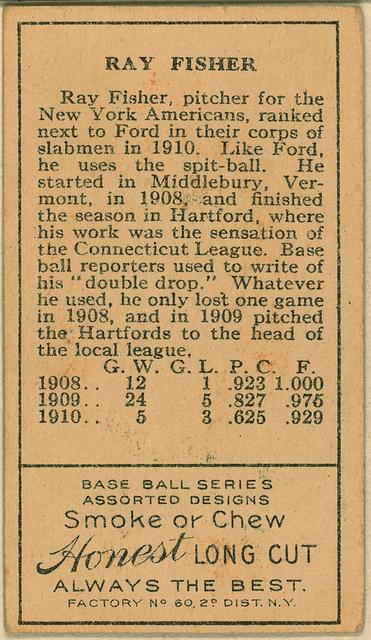 RAY FISHER
Ray Fisher, pitcher for the
New York Americans, ranked
next to Ford in their corps of
slabmen in 1910. Like Ford,
he uses the spit-ball. He
started in Middlebury, Ver-
mont, in 1908, and finished
the season in Hartford, where
his work was the sensation of
the Connecticut League. Base
ball reporters used to write of
his "double drop." Whatever
he used, he only lost one game
in 1908, and in 1909 pitched
the Hartfords to the head of
the local league.
G. W. G. L. P. C. F.
1908.. 12 1 .923 1.000
1909.. 24 5 .827 .975
1910.. 5 3 .625 .929
BASE BALL SERIES
ASSORTED DESIGNS
Smoke or Chew
Honest LONG CUT
ALWAYS THE BEST.
FACTORY Nº 60, 2º DIST. N.Y.